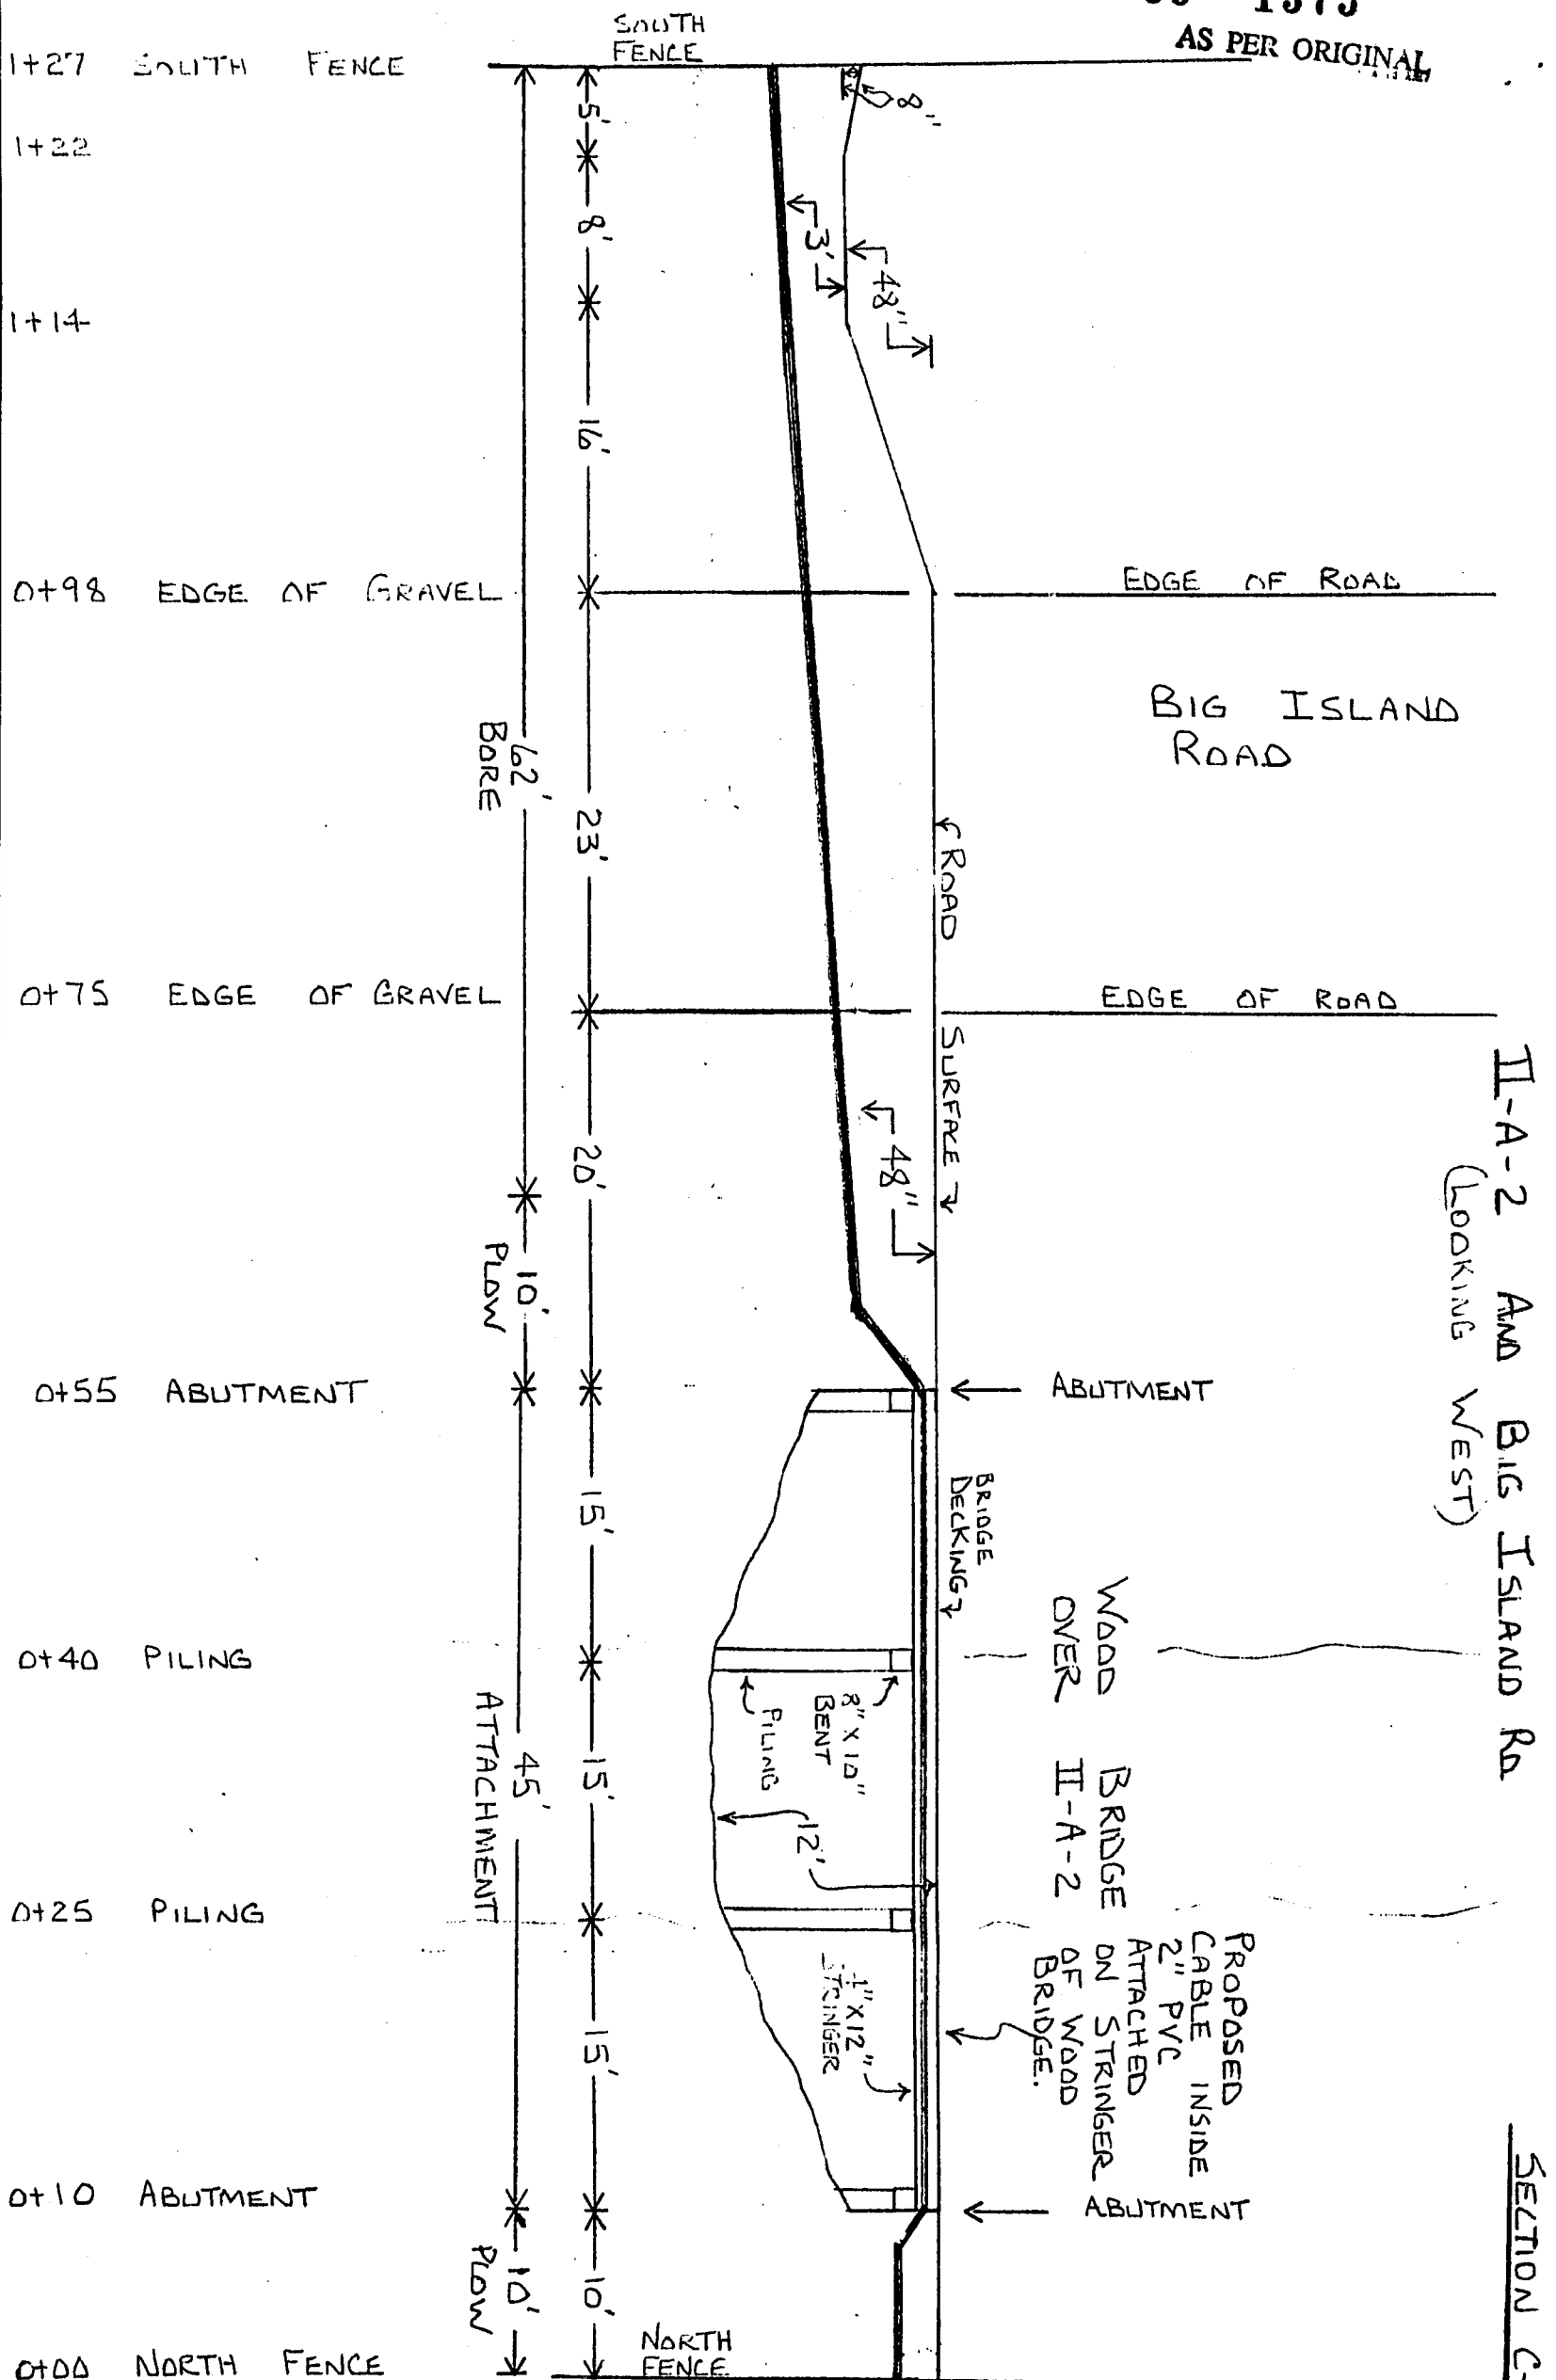 AS PER ORIGINAL
1+27 SOUTH FENCE
SOUTH
FENCE
1+22
1+14
0+98 EDGE OF GRAVEL
0+75 EDGE OF GRAVEL
0+55 ABUTMENT
0+40 PILING
0+25 PILING
0+10 ABUTMENT
0+00 NORTH FENCE
NORTH
FENCE
5'
8'
16'
23'
20'
15'
15'
15'
10'
62'
BORE
10'
PLOW
45'
ATTACHMENT
10'
PLOW
8"
3'
48"
EDGE OF ROAD
BIG ISLAND
ROAD
ROAD SURFACE
EDGE OF ROAD
48"
ABUTMENT
BRIDGE
DECKING
8" X 10"
BENT
PILING
12'
X 12"
STRINGER
WOOD BRIDGE
OVER II-A-2
PROPOSED
CABLE INSIDE
2" PVC
ATTACHED
ON STRINGER
OF WOOD
BRIDGE.
ABUTMENT
II-A-2 AND BIG ISLAND RD
(LOOKING WEST)
SECTION C-